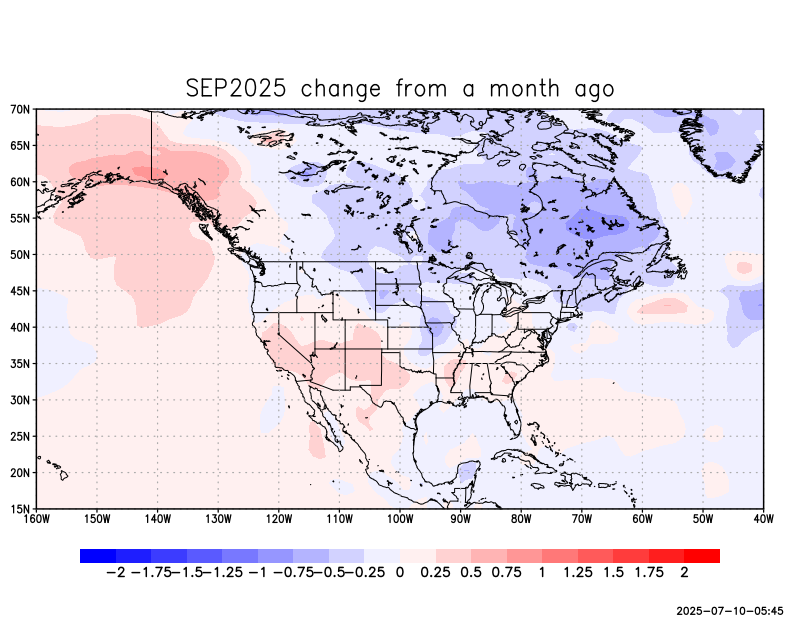 SEP2025 change from a month ago
70N
65N
60N
55N
50N
45N
40N
35N
30N
25N
20N
15N
160W 150W 140W 130W 120W 110W 100W 90W 80W 70W 60W 50W 40W
−2 −1.75 −1.5 −1.25 −1 −0.75 −0.5 −0.25 0 0.25 0.5 0.75 1 1.25 1.5 1.75 2
2025-07-10-05:45